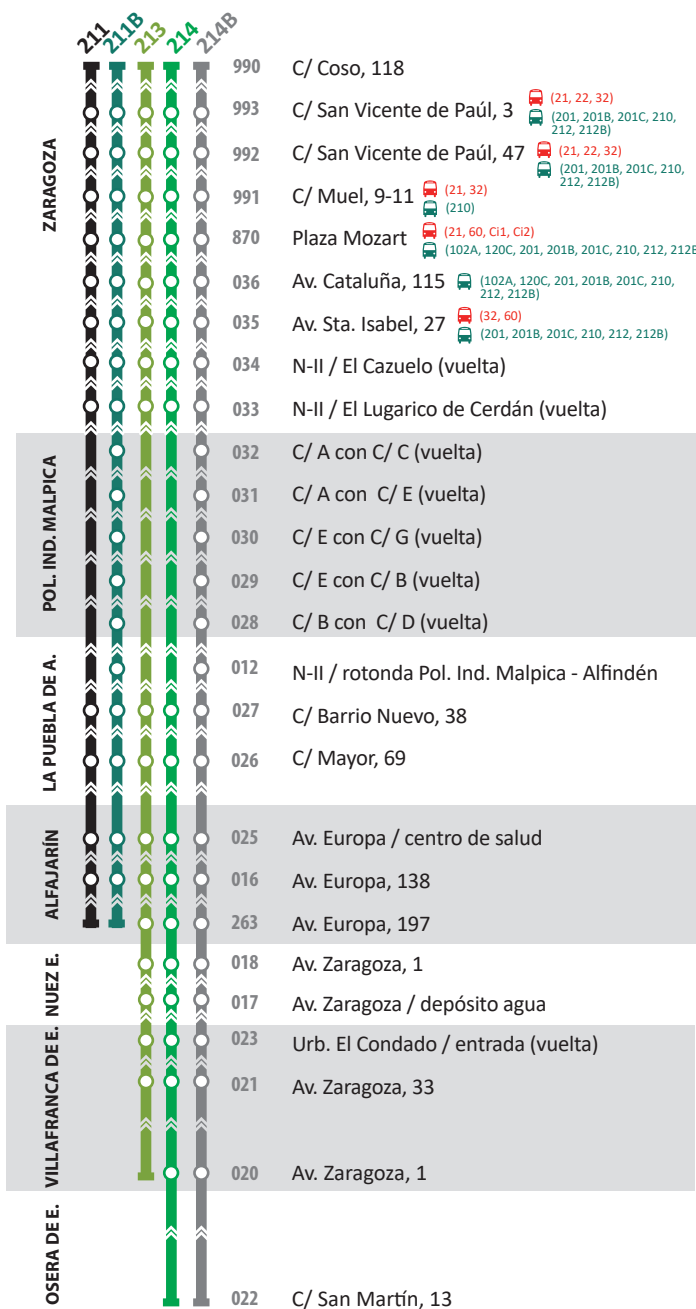 211
211B
213
214
214B
ZARAGOZA
990 C/ Coso, 118
993 C/ San Vicente de Paúl, 3 (21, 22, 32)
(201, 201B, 201C, 210,
212, 212B)
992 C/ San Vicente de Paúl, 47 (21, 22, 32)
(201, 201B, 201C, 210,
212, 212B)
991 C/ Muel, 9-11 (21, 32)
(210)
870 Plaza Mozart (21, 60, Ci1, Ci2)
(102A, 120C, 201, 201B, 201C, 210, 212, 212B
036 Av. Cataluña, 115 (102A, 120C, 201, 201B, 201C, 210,
212, 212B)
035 Av. Sta. Isabel, 27 (32, 60)
(201, 201B, 201C, 210, 212, 212B)
034 N-II / El Cazuelo (vuelta)
033 N-II / El Lugarico de Cerdán (vuelta)
POL. IND. MALPICA
032 C/ A con C/ C (vuelta)
031 C/ A con C/ E (vuelta)
030 C/ E con C/ G (vuelta)
029 C/ E con C/ B (vuelta)
028 C/ B con C/ D (vuelta)
LA PUEBLA DE A.
012 N-II / rotonda Pol. Ind. Malpica - Alfindén
027 C/ Barrio Nuevo, 38
026 C/ Mayor, 69
ALFAJARÍN
025 Av. Europa / centro de salud
016 Av. Europa, 138
263 Av. Europa, 197
NUEZ E.
018 Av. Zaragoza, 1
017 Av. Zaragoza / depósito agua
VILLAFRANCA DE E.
023 Urb. El Condado / entrada (vuelta)
021 Av. Zaragoza, 33
020 Av. Zaragoza, 1
OSERA DE E.
022 C/ San Martín, 13